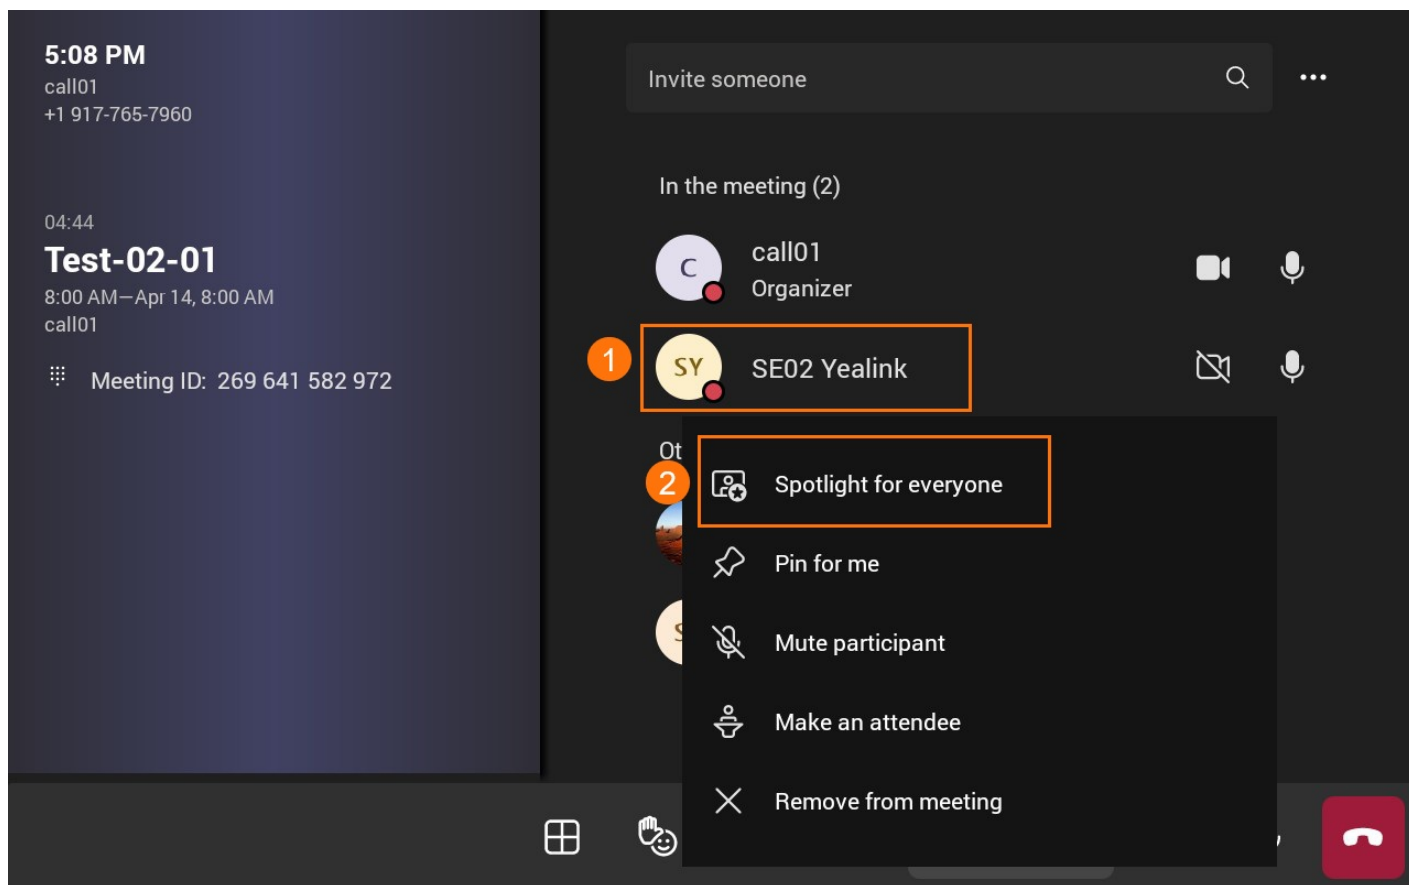 5:08 PM
call01
+1 917-765-7960
04:44
Test-02-01
8:00 AM—Apr 14, 8:00 AM
call01
Meeting ID: 269 641 582 972
Invite someone
In the meeting (2)
C
call01
Organizer
1
SY
SE02 Yealink
Ot
2
Spotlight for everyone
Pin for me
Mute participant
S
Make an attendee
Remove from meeting